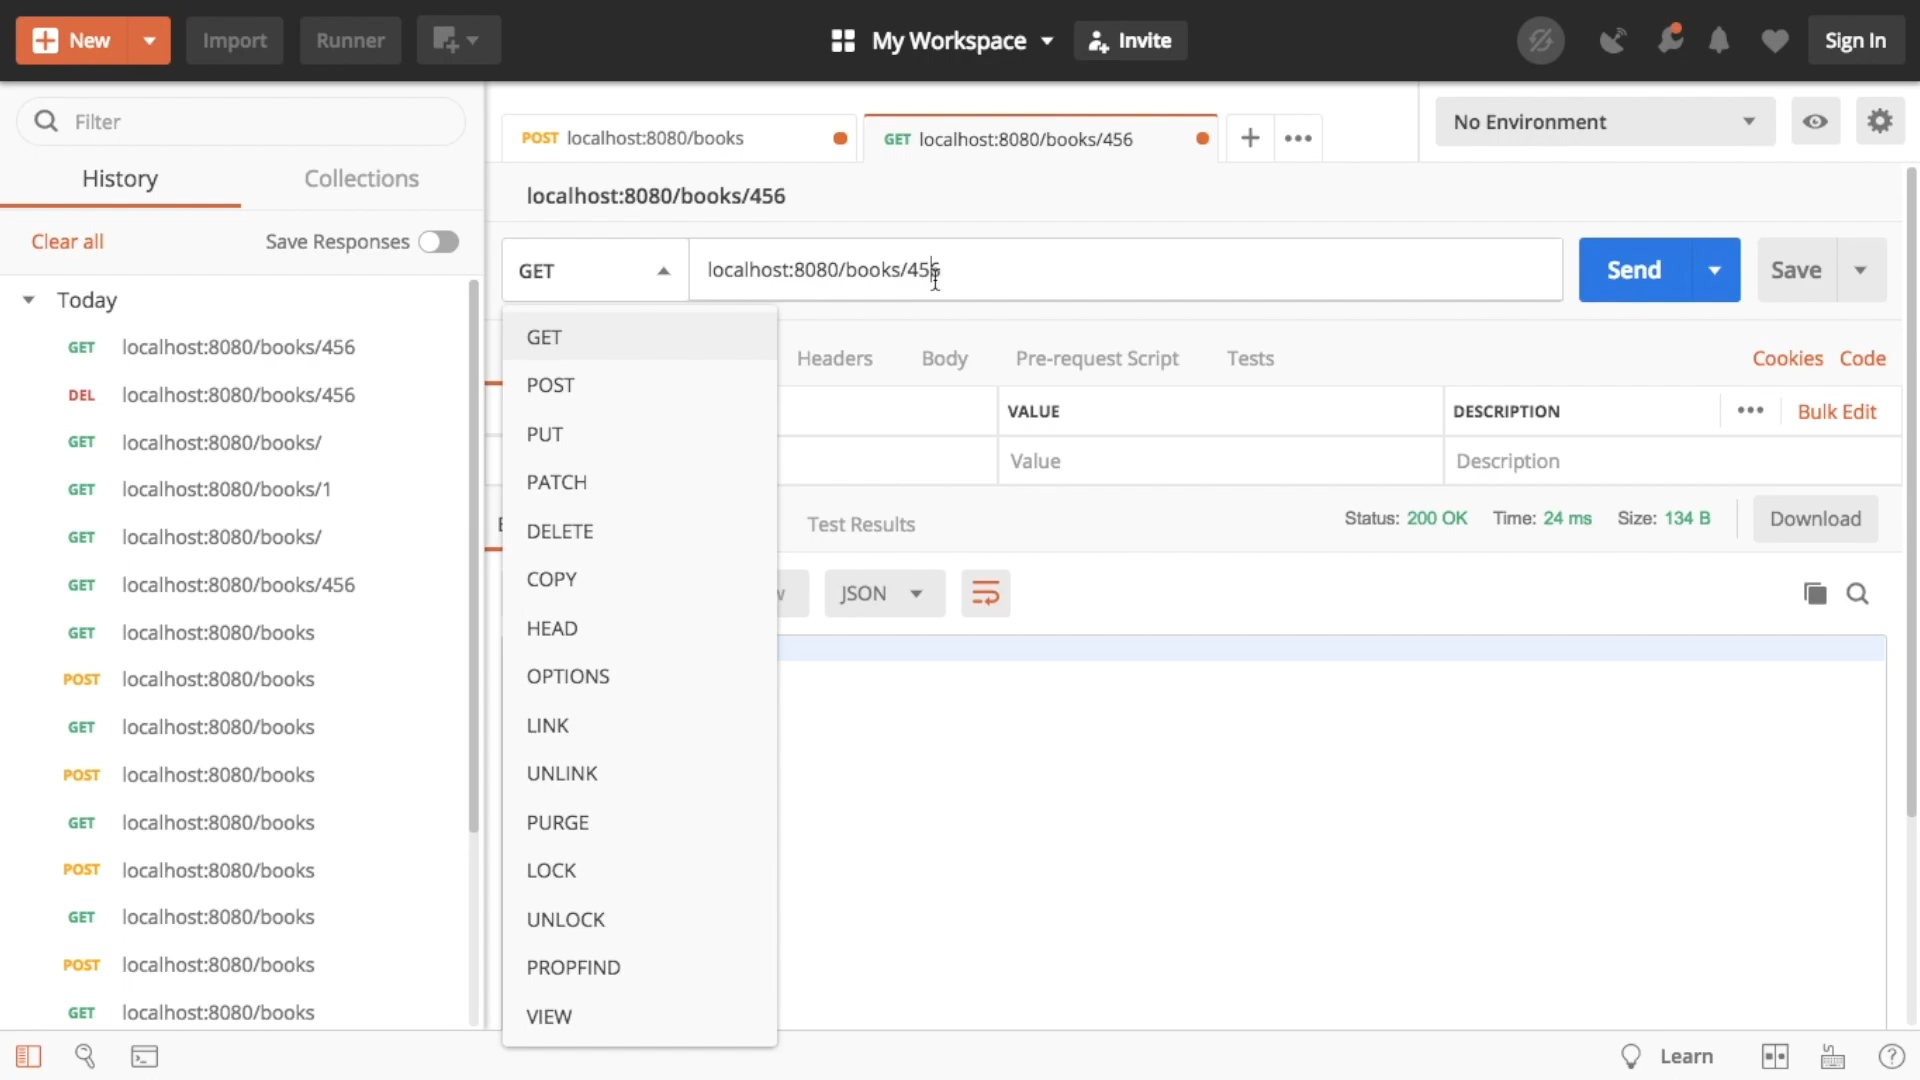 New
Import
Runner
My Workspace
Invite
Sign In
Filter
History
Collections
Clear all
Save Responses
Today
GET localhost:8080/books/456
DEL localhost:8080/books/456
GET localhost:8080/books/
GET localhost:8080/books/1
GET localhost:8080/books/
GET localhost:8080/books/456
GET localhost:8080/books
POST localhost:8080/books
GET localhost:8080/books
POST localhost:8080/books
GET localhost:8080/books
POST localhost:8080/books
GET localhost:8080/books
POST localhost:8080/books
GET localhost:8080/books
POST localhost:8080/books
GET localhost:8080/books/456
No Environment
localhost:8080/books/456
GET
localhost:8080/books/456
Send
Save
GET
POST
PUT
PATCH
DELETE
COPY
HEAD
OPTIONS
LINK
UNLINK
PURGE
LOCK
UNLOCK
PROPFIND
VIEW
Headers
Body
Pre-request Script
Tests
Cookies
Code
VALUE
DESCRIPTION
Bulk Edit
Value
Description
Test Results
Status: 200 OK
Time: 24 ms
Size: 134 B
Download
JSON
Learn